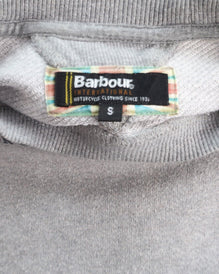 Barbour
INTERNATIONAL
MOTORCYCLE CLOTHING SINCE 1936
S